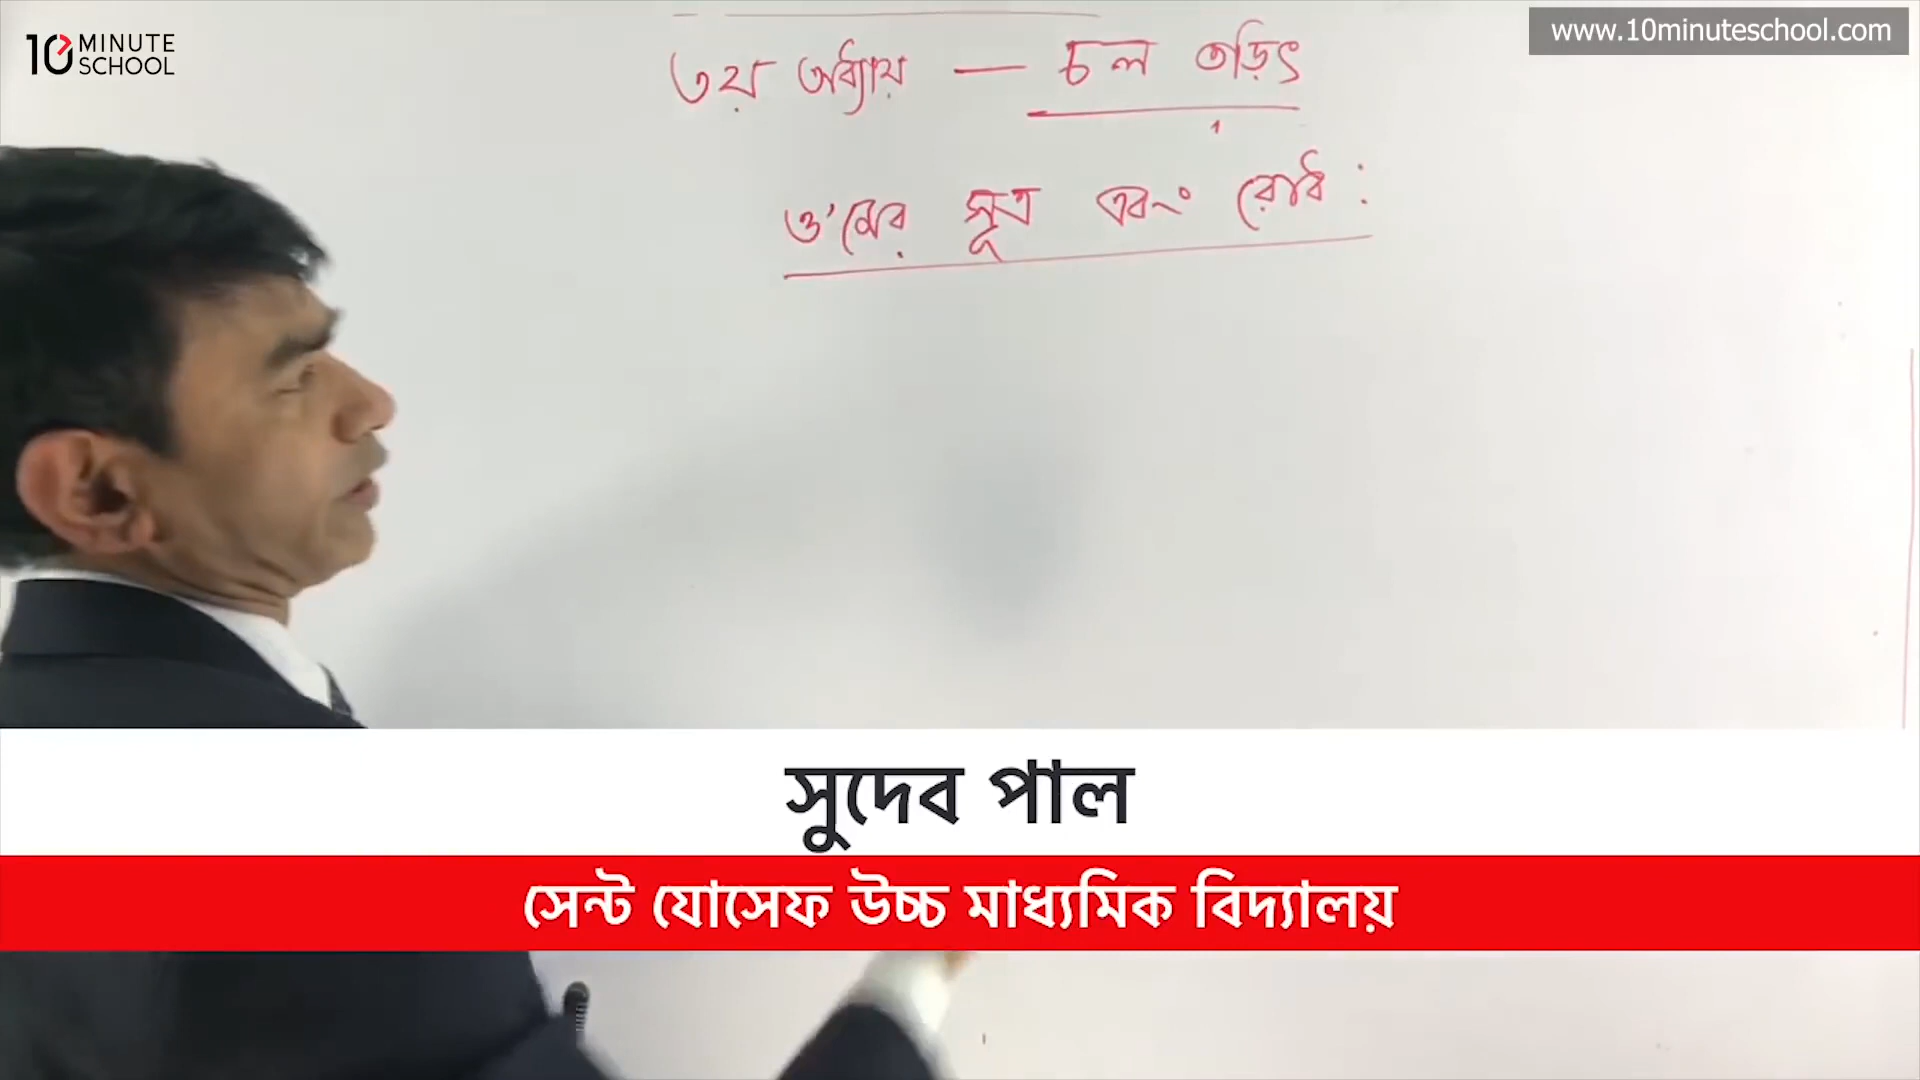 10 MINUTE SCHOOL
www.10minuteschool.com
৩য় অধ্যায় — চল তড়িৎ
ও'মের সূত্র এবং রোধ :
সুদেব পাল
সেন্ট যোসেফ উচ্চ মাধ্যমিক বিদ্যালয়